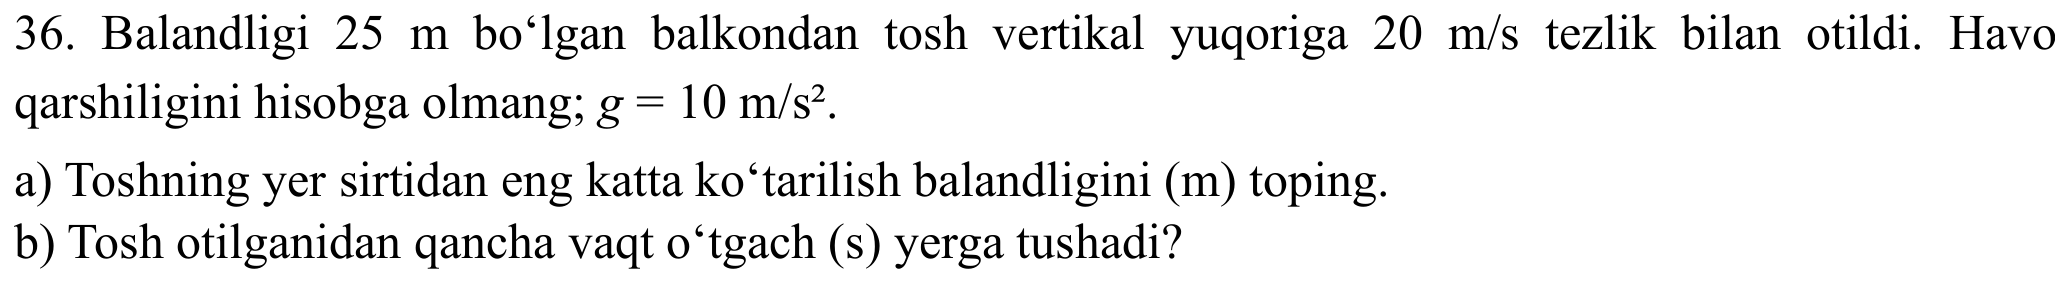 36. Balandligi 25 m bo‘lgan balkondan tosh vertikal yuqoriga 20 m/s tezlik bilan otildi. Havo
qarshiligini hisobga olmang; g = 10 m/s².
a) Toshning yer sirtidan eng katta ko‘tarilish balandligini (m) toping.
b) Tosh otilganidan qancha vaqt o‘tgach (s) yerga tushadi?